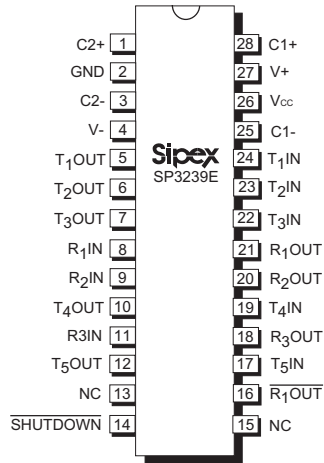 C2+ 1 28 C1+
GND 2 27 V+
C2- 3 26 Vcc
V- 4 25 C1-
Sipex
SP3239E
T1OUT 5 24 T1IN
T2OUT 6 23 T2IN
T3OUT 7 22 T3IN
R1IN 8 21 R1OUT
R2IN 9 20 R2OUT
T4OUT 10 19 T4IN
R3IN 11 18 R3OUT
T5OUT 12 17 T5IN
NC 13 16 R1OUT
SHUTDOWN 14 15 NC